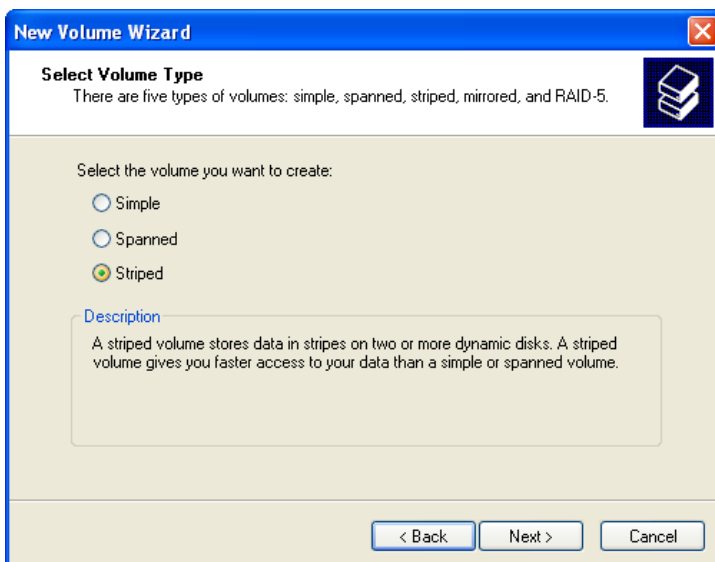 New Volume Wizard
Select Volume Type
There are five types of volumes: simple, spanned, striped, mirrored, and RAID-5.
Select the volume you want to create:
Simple
Spanned
Striped
Description
A striped volume stores data in stripes on two or more dynamic disks. A striped
volume gives you faster access to your data than a simple or spanned volume.
< Back Next > Cancel